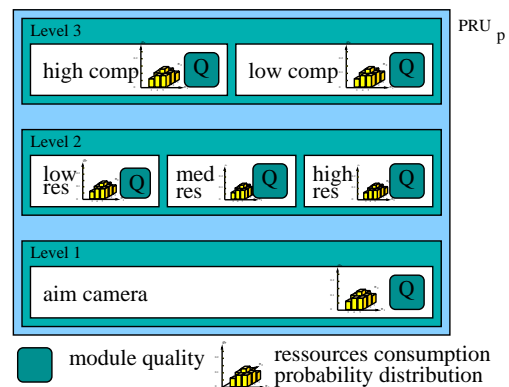 PRU p
Level 3
high comp Q low comp Q
Level 2
low res Q med res Q high res Q
Level 1
aim camera Q
module quality
ressources consumption
probability distribution